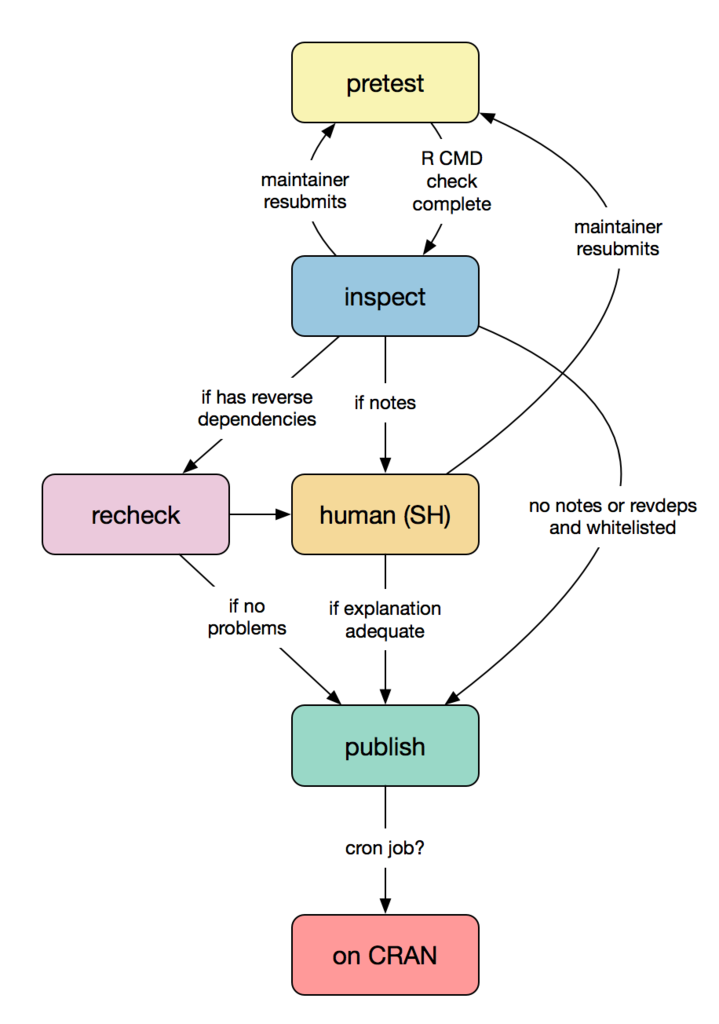 pretest
maintainer
resubmits
R CMD
check
complete
maintainer
resubmits
inspect
if has reverse
dependencies
if notes
recheck
human (SH)
no notes or revdeps
and whitelisted
if no
problems
if explanation
adequate
publish
cron job?
on CRAN